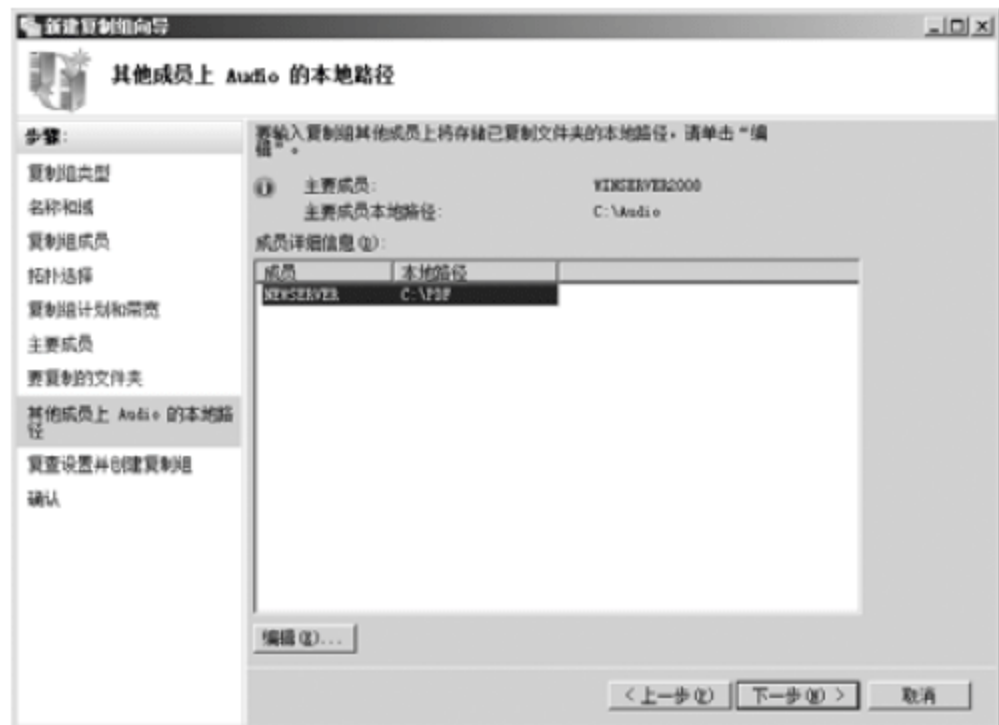 新建复制组向导
其他成员上 Audio 的本地路径
步骤:
复制组类型
名称和域
复制组成员
拓扑选择
复制组计划和带宽
主要成员
要复制的文件夹
其他成员上 Audio 的本地路
径
复查设置并创建复制组
确认
要输入复制组其他成员上将存储已复制文件夹的本地路径，请单击“编
辑”。
主要成员:
WINSERVER2008
主要成员本地路径:
C:\Audio
成员详细信息(D):
成员 本地路径
NEWSERVER C:\PDF
编辑(E)...
<上一步(P) 下一步(N) > 取消